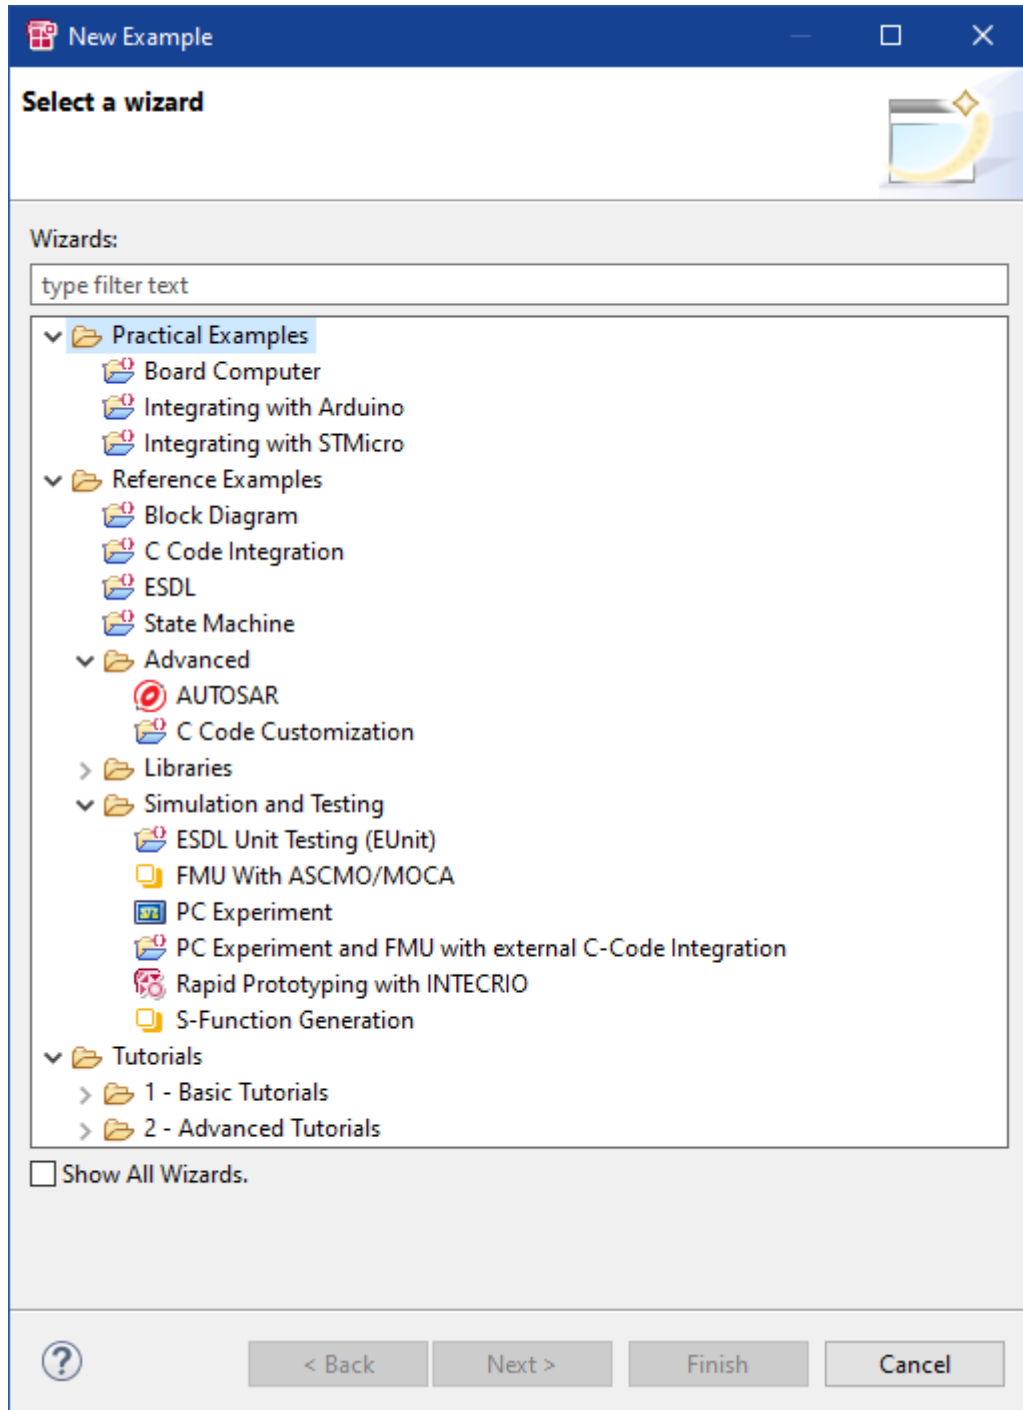 New Example
Select a wizard
Wizards:
type filter text
Practical Examples
Board Computer
Integrating with Arduino
Integrating with STMicro
Reference Examples
Block Diagram
C Code Integration
ESDL
State Machine
Advanced
AUTOSAR
C Code Customization
Libraries
Simulation and Testing
ESDL Unit Testing (EUnit)
FMU With ASCMO/MOCA
PC Experiment
PC Experiment and FMU with external C-Code Integration
Rapid Prototyping with INTECRIO
S-Function Generation
Tutorials
1 - Basic Tutorials
2 - Advanced Tutorials
Show All Wizards.
? < Back Next > Finish Cancel